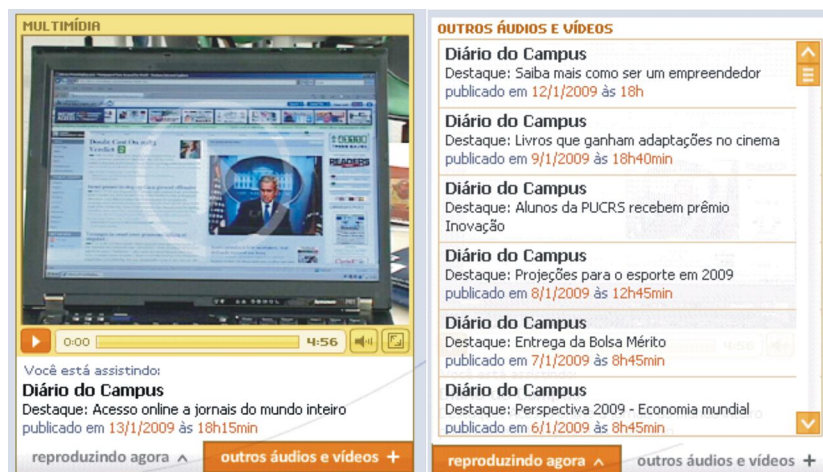 MULTIMÍDIA
Doubt Cast On
Verdict
READERS
lenovo
0:00
4:56
Você está assistindo:
Diário do Campus
Destaque: Acesso online a jornais do mundo inteiro
publicado em 13/1/2009 às 18h15min
reproduzindo agora
outros áudios e vídeos +
OUTROS ÁUDIOS E VÍDEOS
Diário do Campus
Destaque: Saiba mais como ser um empreendedor
publicado em 12/1/2009 às 18h
Diário do Campus
Destaque: Livros que ganham adaptações no cinema
publicado em 9/1/2009 às 18h40min
Diário do Campus
Destaque: Alunos da PUCRS recebem prêmio
Inovação
Diário do Campus
Destaque: Projeções para o esporte em 2009
publicado em 8/1/2009 às 12h45min
Diário do Campus
Destaque: Entrega da Bolsa Mérito
publicado em 7/1/2009 às 8h45min
Diário do Campus
Destaque: Perspectiva 2009 - Economia mundial
publicado em 6/1/2009 às 8h45min
reproduzindo agora
outros áudios e vídeos +